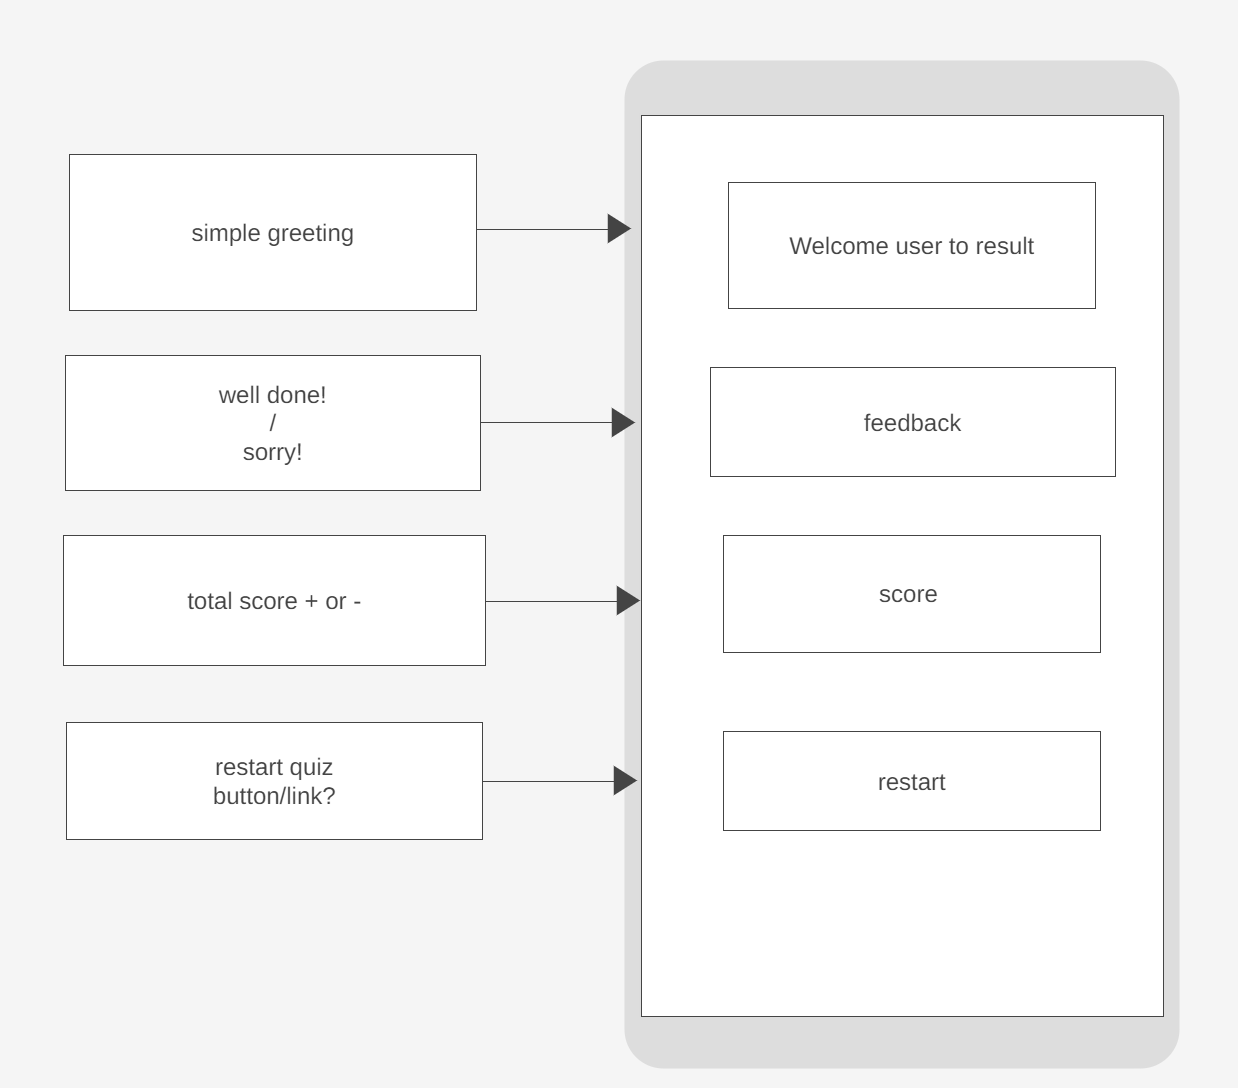 simple greeting
Welcome user to result
well done!
/
sorry!
feedback
total score + or -
score
restart quiz
button/link?
restart